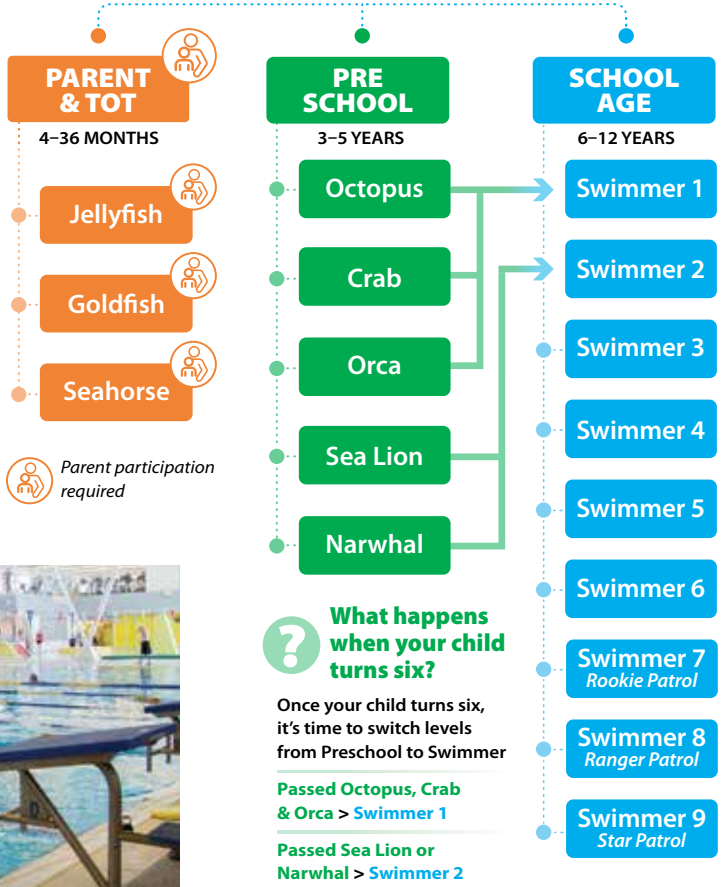 PARENT
& TOT
4–36 MONTHS
Jellyfish
Goldfish
Seahorse
Parent participation
required
PRE
SCHOOL
3–5 YEARS
Octopus
Crab
Orca
Sea Lion
Narwhal
?
What happens
when your child
turns six?
Once your child turns six,
it’s time to switch levels
from Preschool to Swimmer
Passed Octopus, Crab
& Orca > Swimmer 1
Passed Sea Lion or
Narwhal > Swimmer 2
SCHOOL
AGE
6–12 YEARS
Swimmer 1
Swimmer 2
Swimmer 3
Swimmer 4
Swimmer 5
Swimmer 6
Swimmer 7
Rookie Patrol
Swimmer 8
Ranger Patrol
Swimmer 9
Star Patrol